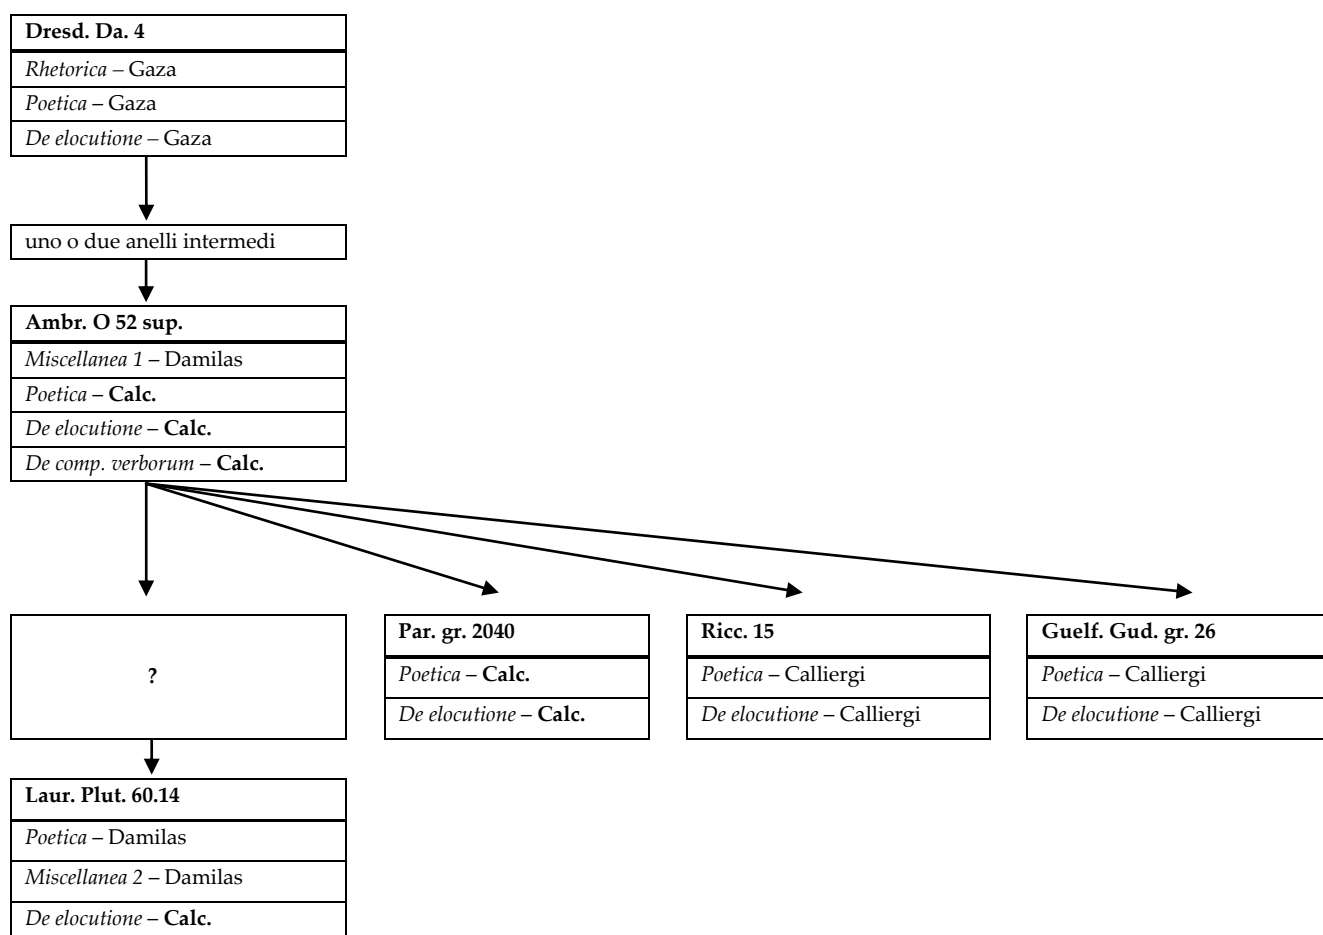 Dresd. Da. 4
Rhetorica – Gaza
Poetica – Gaza
De elocutione – Gaza
uno o due anelli intermedi
Ambr. O 52 sup.
Miscellanea 1 – Damilas
Poetica – Calc.
De elocutione – Calc.
De comp. verborum – Calc.
?
Par. gr. 2040
Poetica – Calc.
De elocutione – Calc.
Ricc. 15
Poetica – Calliergi
De elocutione – Calliergi
Guelf. Gud. gr. 26
Poetica – Calliergi
De elocutione – Calliergi
Laur. Plut. 60.14
Poetica – Damilas
Miscellanea 2 – Damilas
De elocutione – Calc.